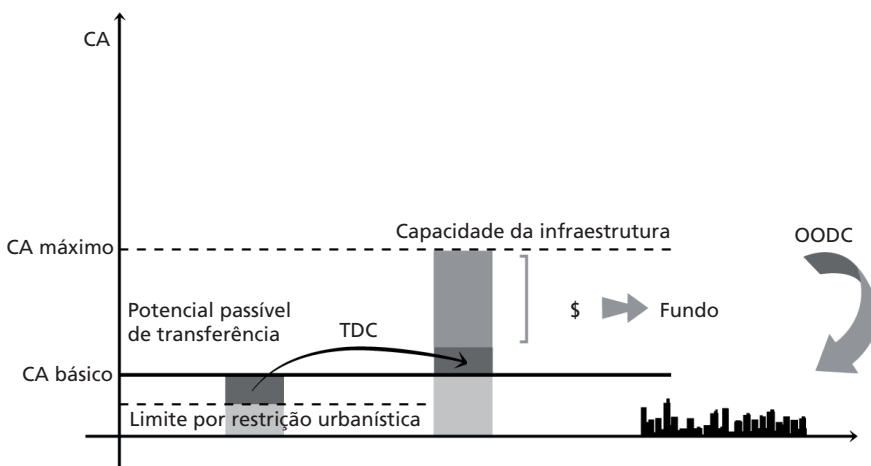 CA
Capacidade da infraestrutura
OODC
CA máximo
Potencial passível
de transferência
TDC
$
Fundo
CA básico
Limite por restrição urbanística